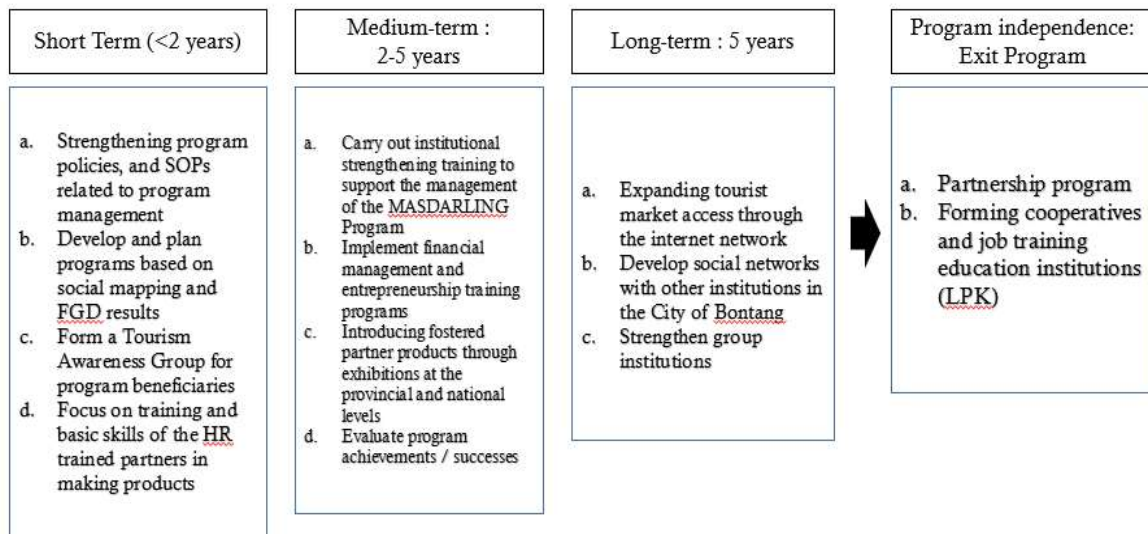 Short Term (<2 years)
a. Strengthening program
policies, and SOPs
related to program
management
b. Develop and plan
programs based on
social mapping and
FGD results
c. Form a Tourism
Awareness Group for
program beneficiaries
d. Focus on training and
basic skills of the HR
trained partners in
making products
Medium-term :
2-5 years
a. Carry out institutional
strengthening training to
support the management
of the MASDARLING
Program
b. Implement financial
management and
entrepreneurship training
programs
c. Introducing fostered
partner products through
exhibitions at the
provincial and national
levels
d. Evaluate program
achievements / successes
Long-term : 5 years
a. Expanding tourist
market access through
the internet network
b. Develop social networks
with other institutions in
the City of Bontang
c. Strengthen group
institutions
Program independence:
Exit Program
a. Partnership program
b. Forming cooperatives
and job training
education institutions
(LPK)